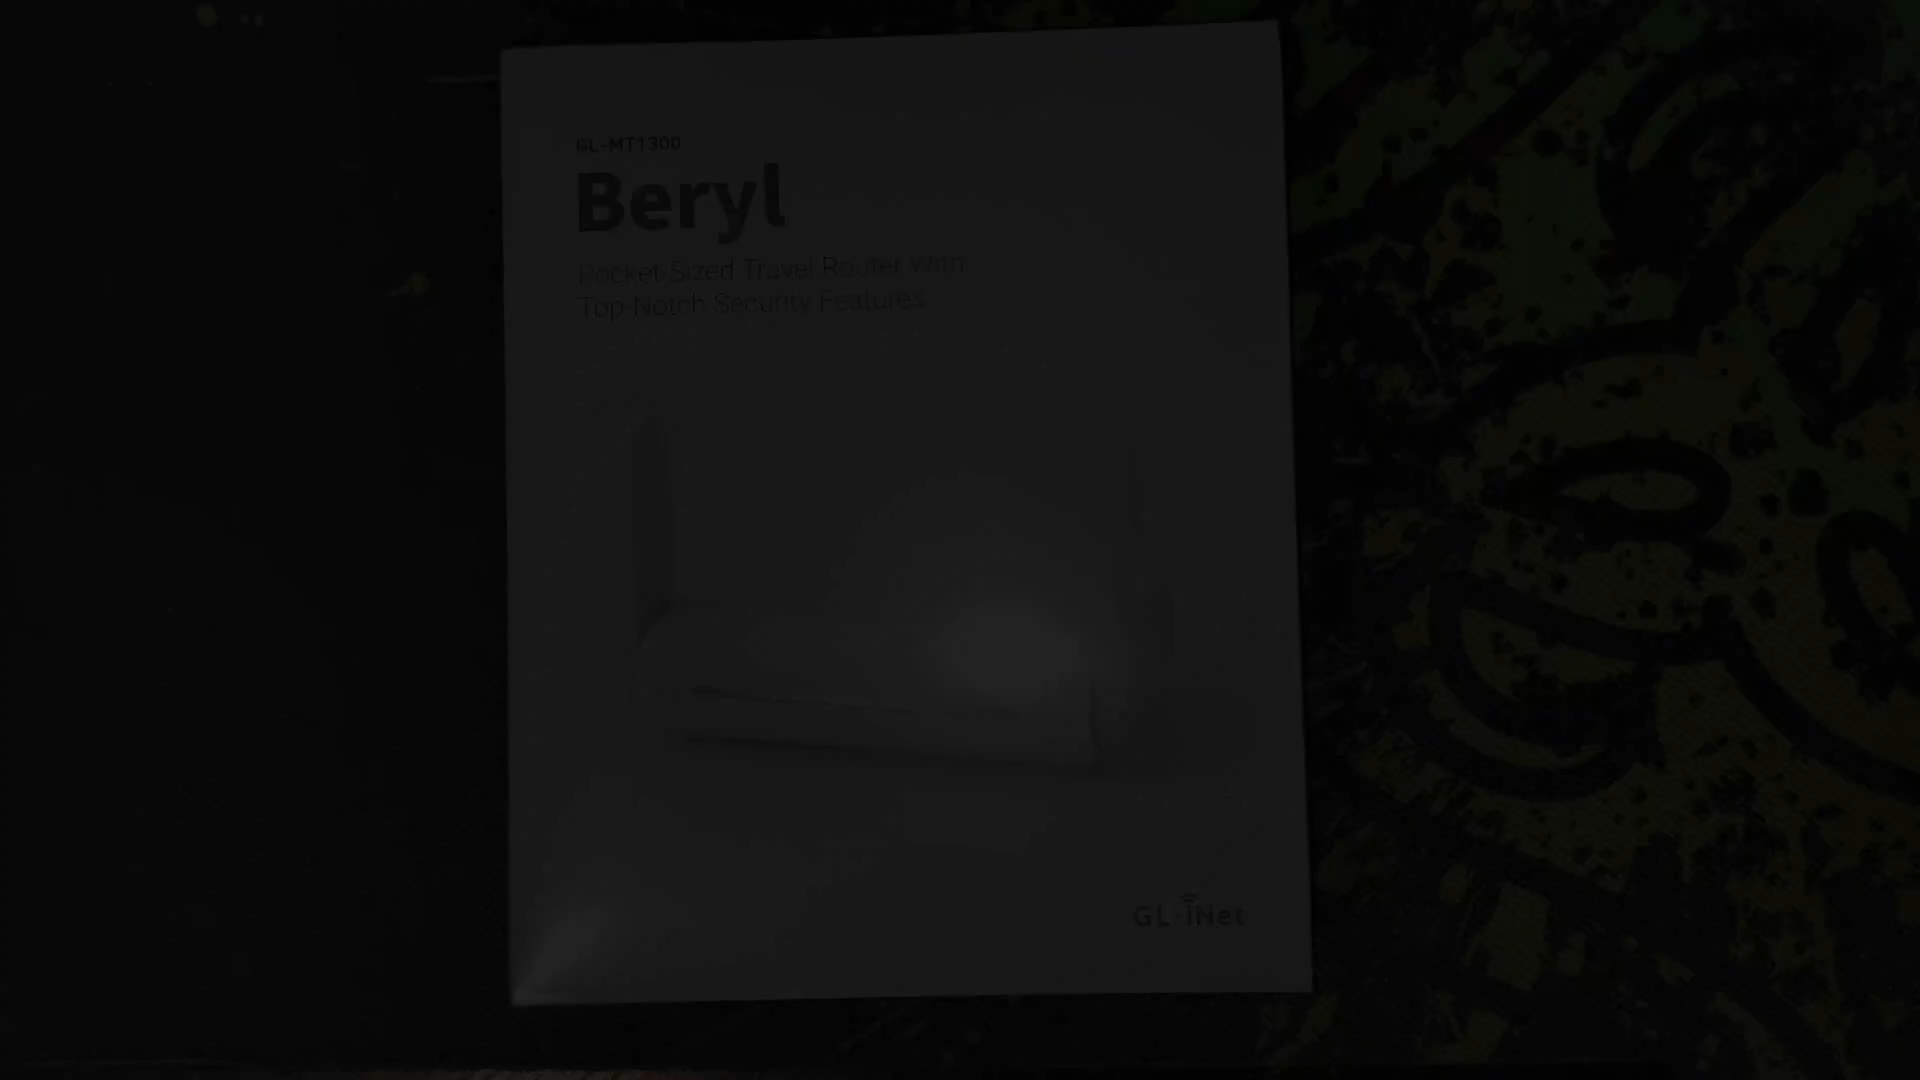 GL-MT1300
Beryl
Pocket-Sized Travel Router With
Top-Notch Security Features
GL·iNet